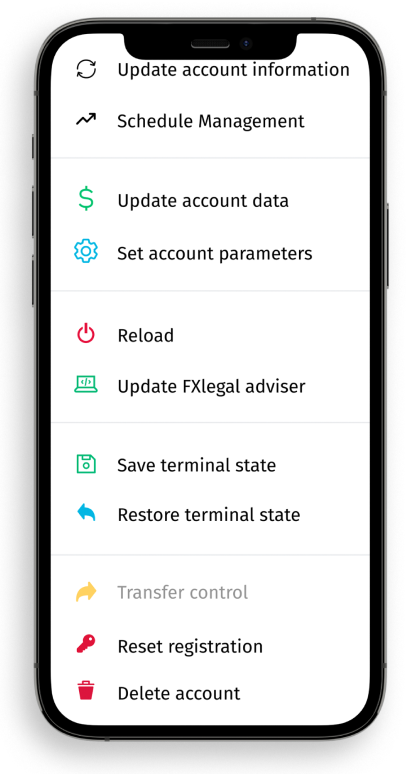 Update account information
Schedule Management
Update account data
Set account parameters
Reload
Update FXlegal adviser
Save terminal state
Restore terminal state
Transfer control
Reset registration
Delete account